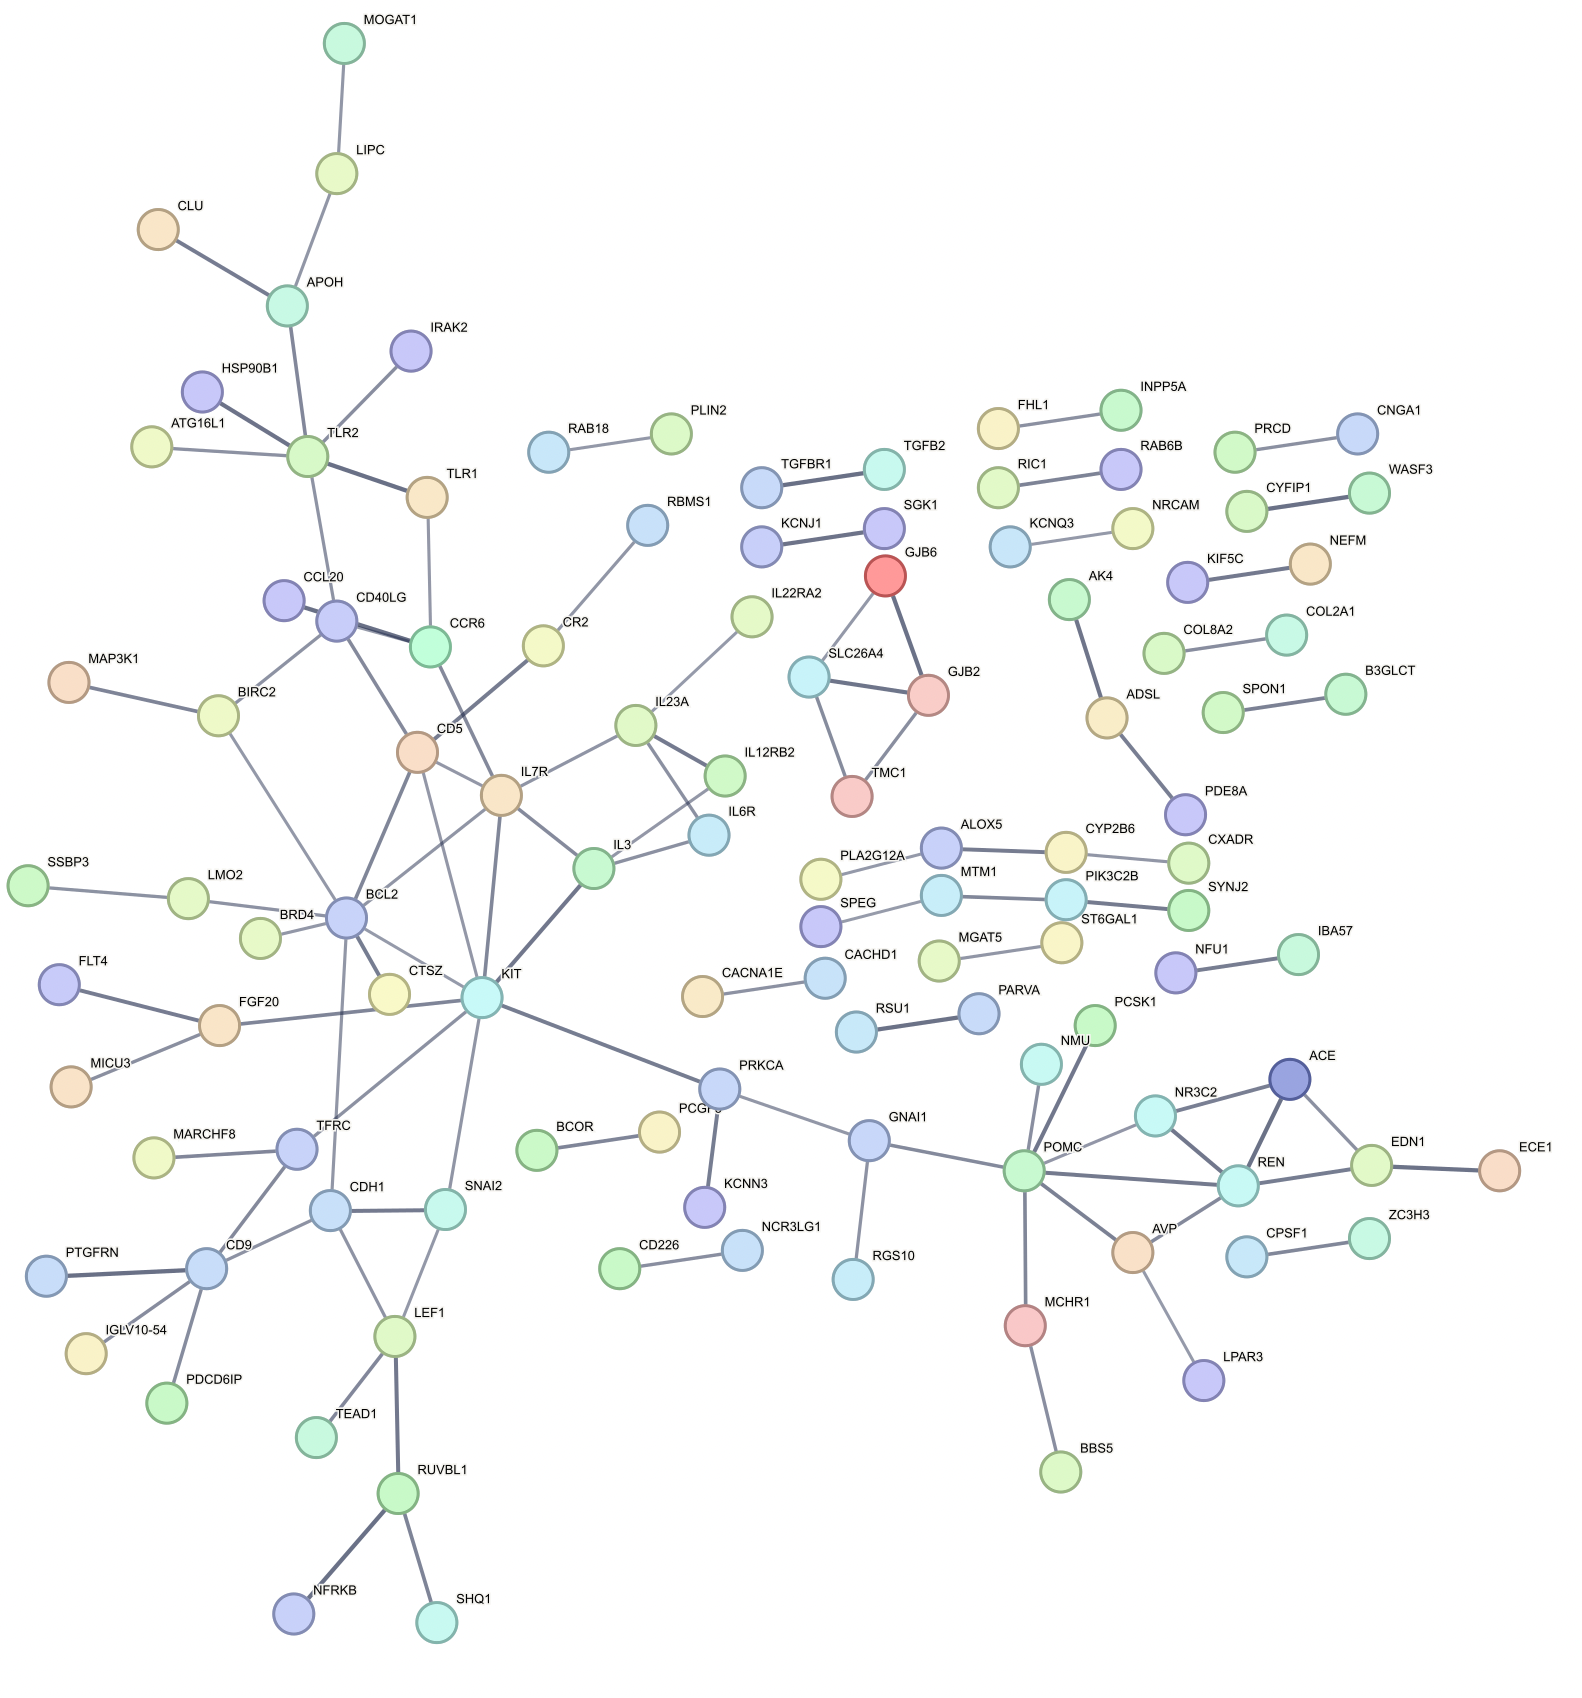 MOGAT1
LIPC
CLU
APOH
IRAK2
HSP90B1
ATG16L1
TLR2
TLR1
RAB18
PLIN2
TGFBR1
TGFB2
FHL1
INPP5A
RIC1
RAB6B
PRCD
CNGA1
CYFIP1
WASF3
RBMS1
KCNJ1
SGK1
KCNQ3
NRCAM
KIF5C
NEFM
GJB6
AK4
CCL20
CD40LG
CCR6
CR2
IL22RA2
COL8A2
COL2A1
SLC26A4
GJB2
MAP3K1
BIRC2
ADSL
SPON1
B3GLCT
CD5
IL23A
IL7R
IL12RB2
TMC1
PDE8A
IL6R
IL3
PLA2G12A
ALOX5
CYP2B6
CXADR
SSBP3
LMO2
BCL2
BRD4
SPEG
MTM1
PIK3C2B
SYNJ2
ST6GAL1
MGAT5
FLT4
CTSZ
KIT
CACNA1E
CACHD1
NFU1
IBA57
FGF20
RSU1
PARVA
PCSK1
NMU
MICU3
PRKCA
NR3C2
ACE
MARCHF8
TFRC
BCOR
GNAI1
POMC
REN
EDN1
ECE1
CDH1
SNAI2
KCNN3
PTGFRN
CD9
CD226
NCR3LG1
RGS10
AVP
CPSF1
ZC3H3
IGLV10-54
LEF1
MCHR1
PDCD6IP
LPAR3
TEAD1
RUVBL1
BBS5
NFRKB
SHQ1